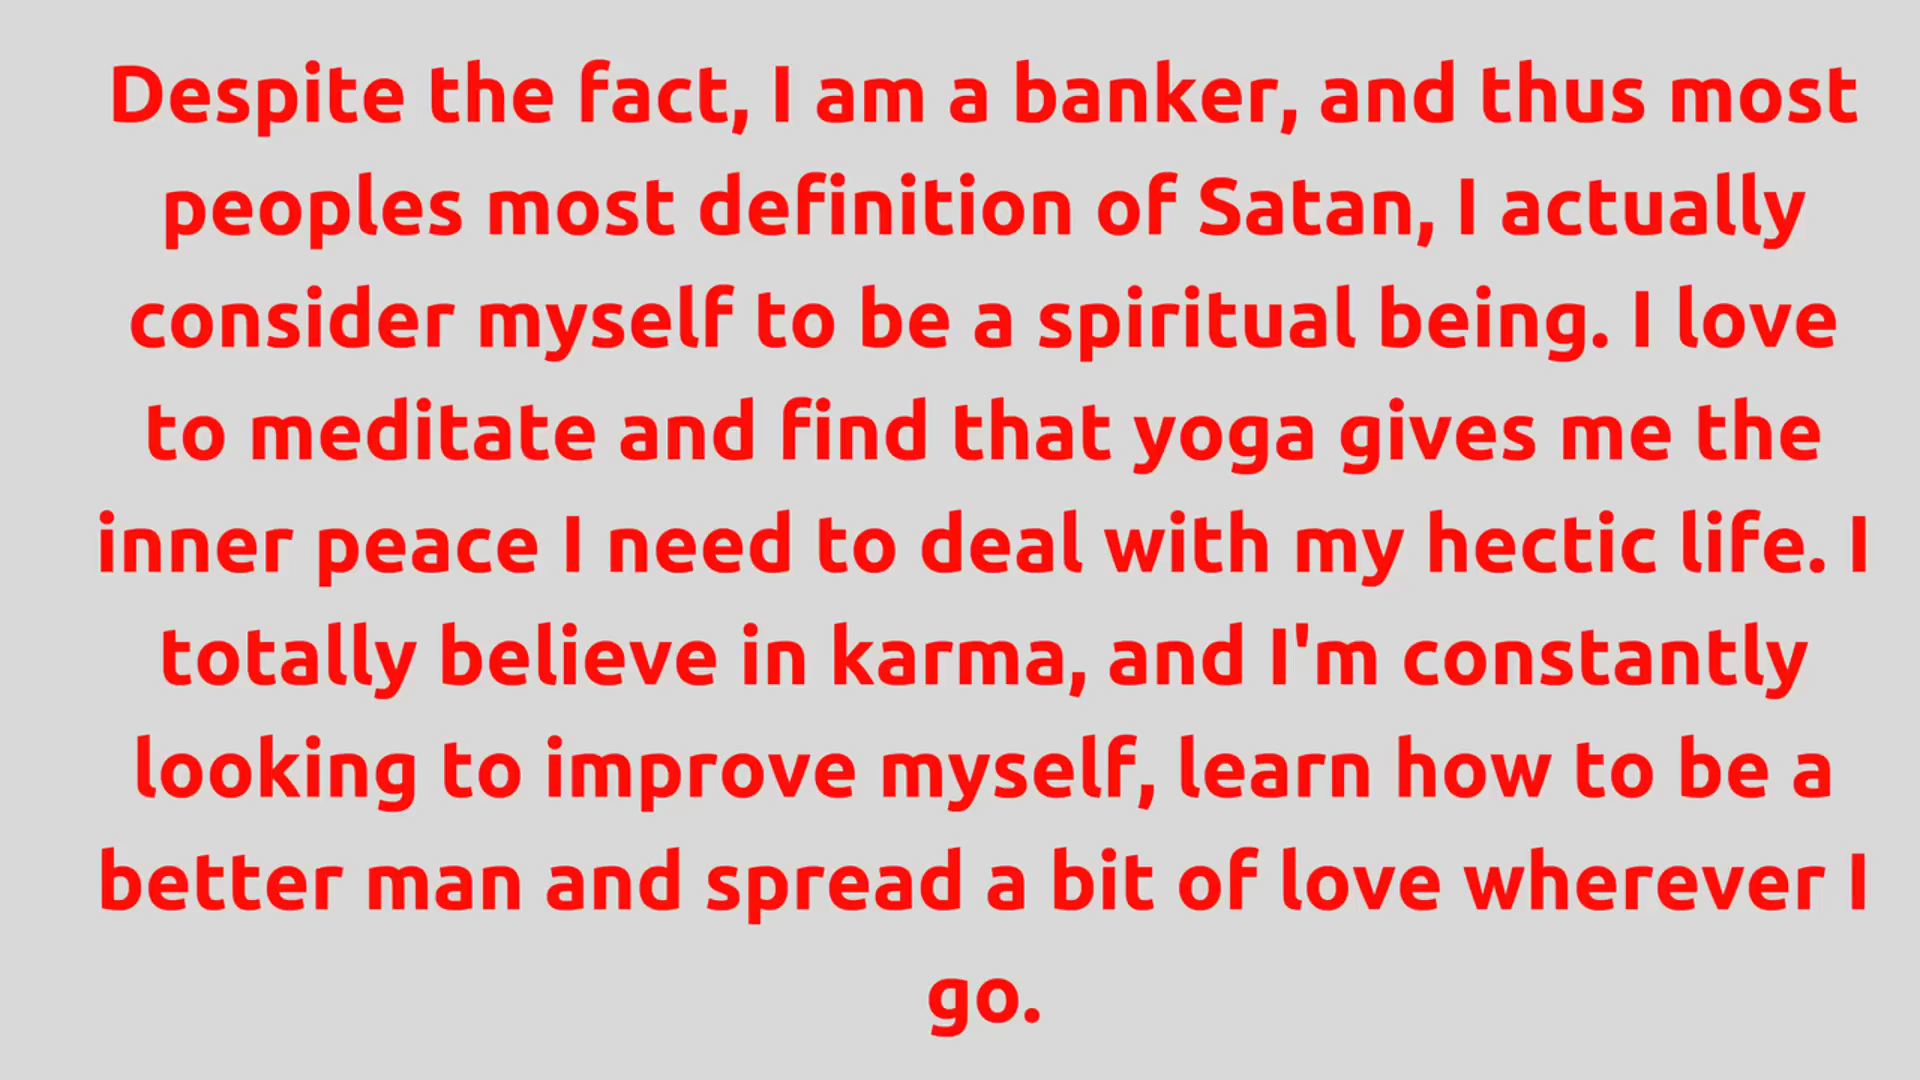 Despite the fact, I am a banker, and thus most
peoples most definition of Satan, I actually
consider myself to be a spiritual being. I love
to meditate and find that yoga gives me the
inner peace I need to deal with my hectic life. I
totally believe in karma, and I'm constantly
looking to improve myself, learn how to be a
better man and spread a bit of love wherever I
go.